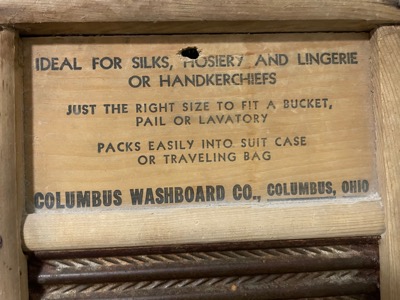 IDEAL FOR SILKS, HOSIERY AND LINGERIE
OR HANDKERCHIEFS
JUST THE RIGHT SIZE TO FIT A BUCKET,
PAIL OR LAVATORY
PACKS EASILY INTO SUIT CASE
OR TRAVELING BAG
COLUMBUS WASHBOARD CO., COLUMBUS, OHIO